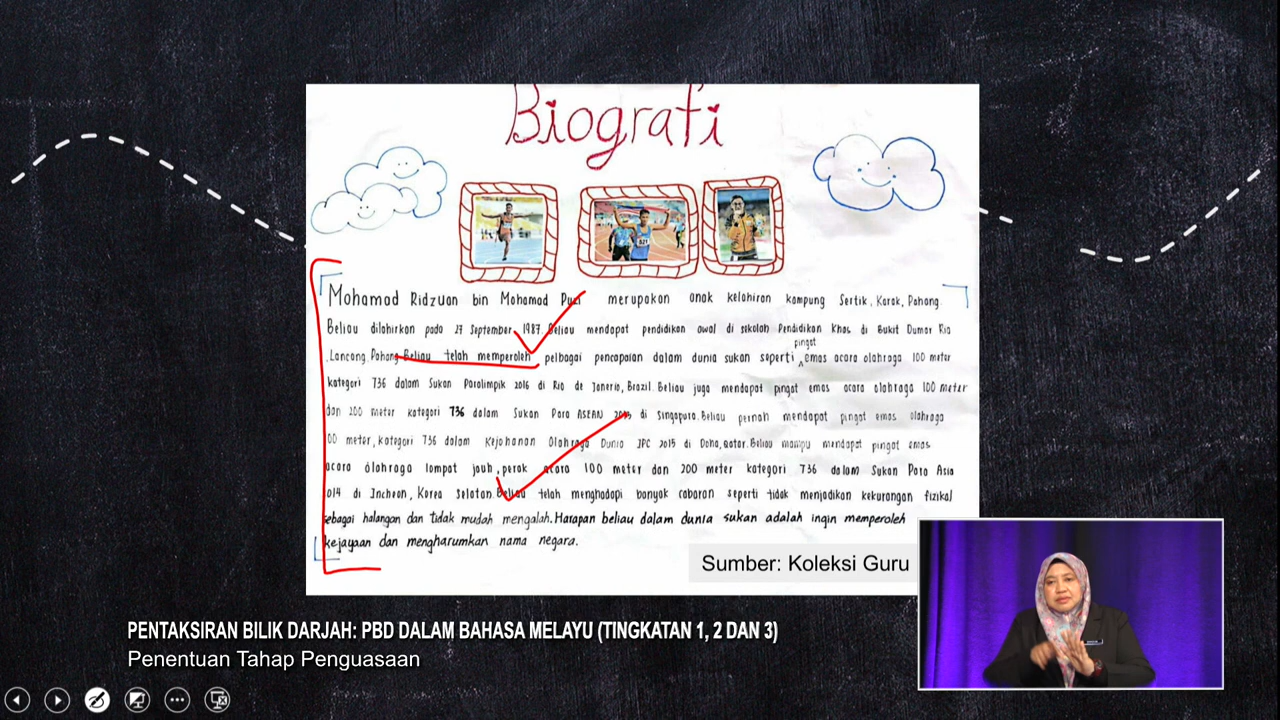 Biografi
Mohamad Ridzuan bin Mohamad Puzi merupakan anak kelahiran kampung Sertik, Karak, Pahang.
Beliau dilahirkan pada 27 September 1987. Beliau mendapat pendidikan awal di sekolah Pendidikan Khas di Bukit Dumar Ria
, Lancang, Pahang. Beliau telah memperoleh pelbagai pencapaian dalam dunia sukan seperti pingat emas acara olahraga 100 meter
kategori T36 dalam Sukan Paralimpik 2016 di Rio de Janerio, Brazil. Beliau juga mendapat pingat emas acara olahraga 100 meter
dan 200 meter kategori T36 dalam Sukan Para ASEAN di Singapura. Beliau pernah mendapat pingat emas olahraga
00 meter, kategori T36 dalam Kejohanan Olahraga Dunia IPC 2015 di Doha, Qatar. Beliau mampu mendapat pingat emas
acara olahraga lompat jauh, perak acara 100 meter dan 200 meter kategori T36 dalam Sukan Para Asia
014 di Incheon, Korea Selatan. Beliau telah menghadapi banyak cabaran seperti tidak menjadikan kekurangan fizikal
sebagai halangan dan tidak mudah mengalah. Harapan beliau dalam dunia sukan adalah ingin memperoleh
kejayaan dan mengharumkan nama negara.
Sumber: Koleksi Guru
PENTAKSIRAN BILIK DARJAH: PBD DALAM BAHASA MELAYU (TINGKATAN 1, 2 DAN 3)
Penentuan Tahap Penguasaan